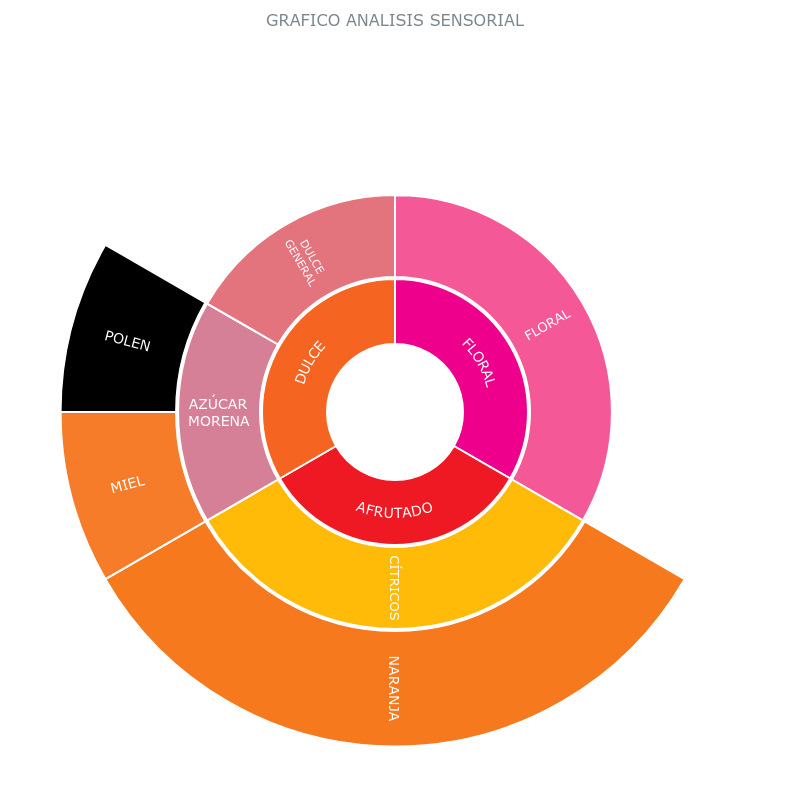 GRAFICO ANALISIS SENSORIAL
DULCE
GENERAL
FLORAL
POLEN
DULCE
FLORAL
AZÚCAR
MORENA
MIEL
AFRUTADO
CÍTRICOS
NARANJA